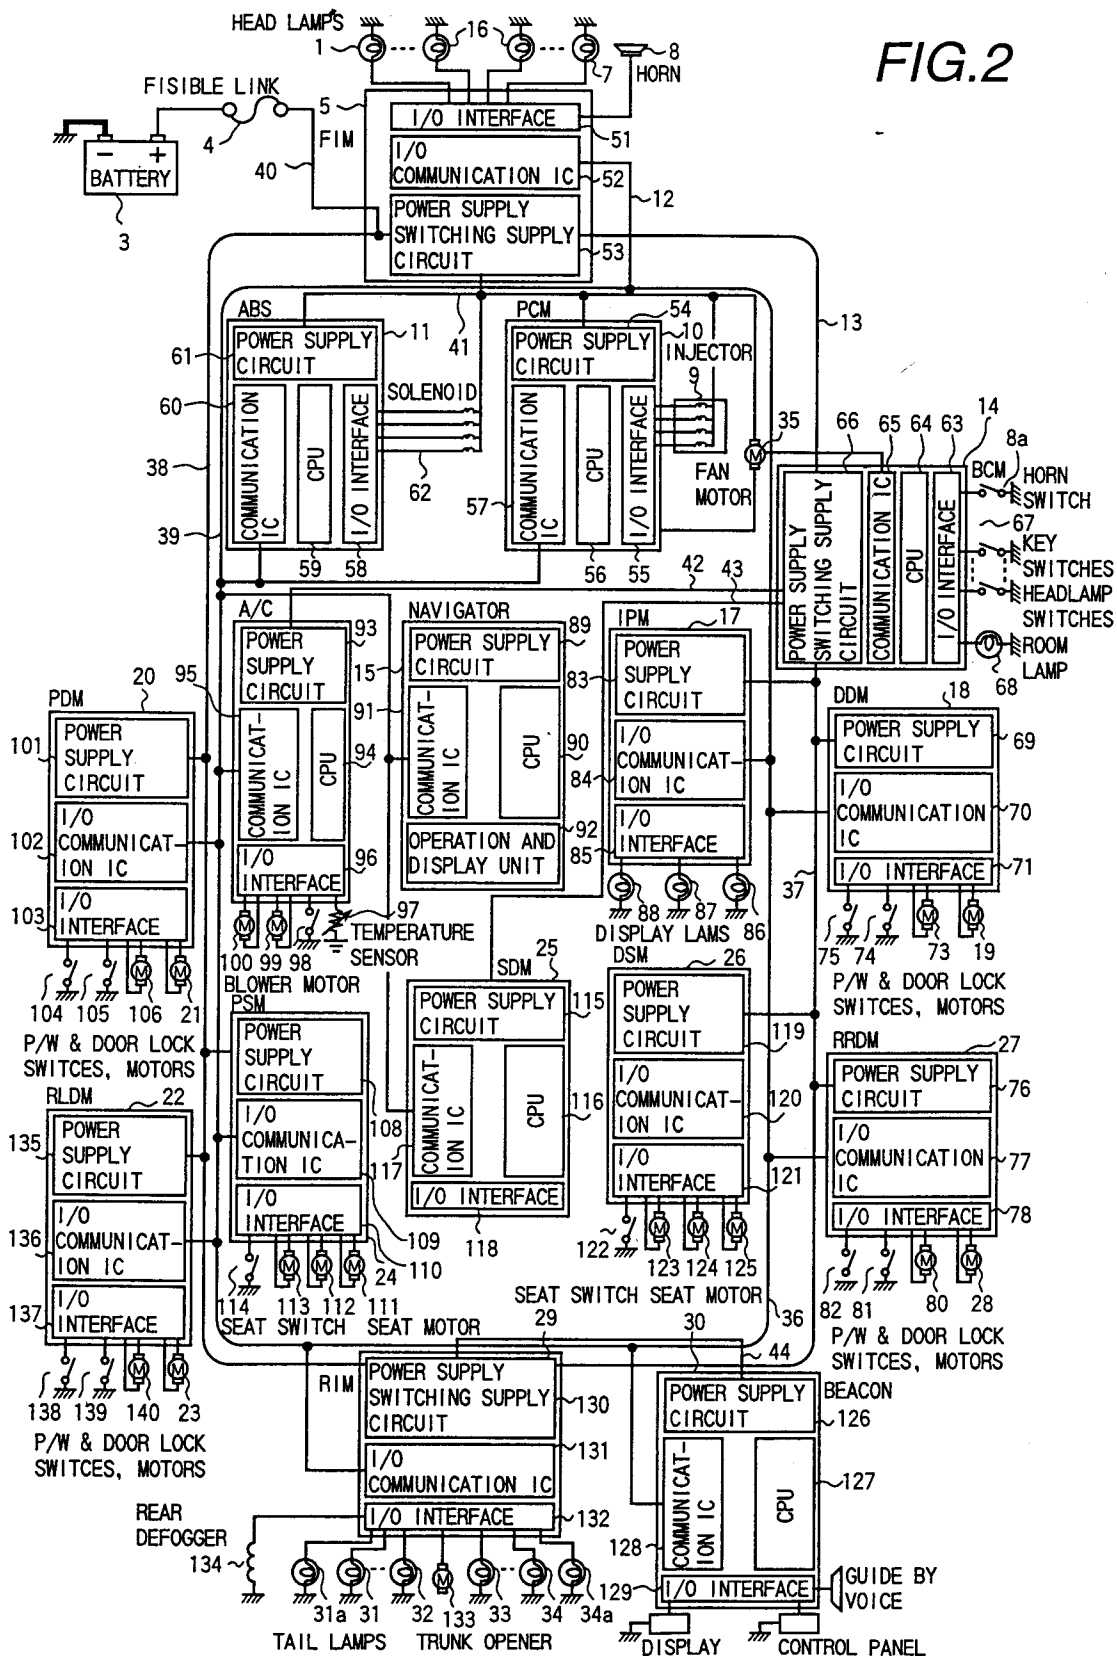 FIG.2
HEAD LAMPS
1
16
7
8
HORN
FISIBLE LINK
4
40
BATTERY
3
5
FIM
I/O INTERFACE
51
I/O
COMMUNICATION IC
52
12
POWER SUPPLY
SWITCHING SUPPLY
CIRCUIT
53
13
38
39
41
ABS
11
POWER SUPPLY
CIRCUIT
61
60
COMMUNICATION
IC
CPU
I/O INTERFACE
59
58
SOLENOID
62
PCM
54
10
POWER SUPPLY
CIRCUIT
INJECTOR
9
57
COMMUNICATION
IC
CPU
I/O INTERFACE
56
55
FAN
MOTOR
35
66
65
64
63
14
BCM
8a
HORN
SWITCH
67
KEY
SWITCHES
HEADLAMP
SWITCHES
ROOM
LAMP
68
POWER SUPPLY
SWITCHING SUPPLY
CIRCUIT
COMMUNICATION IC
CPU
I/O INTERFACE
42
43
A/C
93
POWER
SUPPLY
CIRCUIT
95
COMMUNICAT-
ION IC
CPU
94
I/O
INTERFACE
96
97
TEMPERATURE
SENSOR
100
99
98
BLOWER MOTOR
NAVIGATOR
89
15
POWER SUPPLY
CIRCUIT
91
COMMUNICAT-
ION IC
CPU
90
92
OPERATION AND
DISPLAY UNIT
IPM
17
83
POWER
SUPPLY
CIRCUIT
84
I/O
COMMUNICAT-
ION IC
85
I/O
INTERFACE
88
87
86
DISPLAY LAMS
DDM
18
POWER SUPPLY
CIRCUIT
69
I/O
COMMUNICATION
IC
70
I/O
INTERFACE
71
37
75
74
73
19
P/W & DOOR LOCK
SWITCES, MOTORS
PDM
20
101
POWER
SUPPLY
CIRCUIT
102
I/O
COMMUNICAT-
ION IC
103
I/O
INTERFACE
104
105
106
21
P/W & DOOR LOCK
SWITCES, MOTORS
PSM
POWER
SUPPLY
CIRCUIT
108
I/O
COMMUNICA-
TION IC
109
I/O
INTERFACE
24
110
114
113
112
111
SEAT SWITCH
SEAT MOTOR
SDM
25
POWER SUPPLY
CIRCUIT
115
117
COMMUNICAT-
ION IC
CPU
116
I/O INTERFACE
118
DSM
26
POWER
SUPPLY
CIRCUIT
119
I/O
COMMUNICAT-
ION IC
120
I/O
INTERFACE
121
122
123
124
125
SEAT SWITCH SEAT MOTOR
36
RRDM
27
POWER SUPPLY
CIRCUIT
76
I/O
COMMUNICATION
IC
77
I/O
INTERFACE
78
82
81
80
28
P/W & DOOR LOCK
SWITCES, MOTORS
RLDM
22
135
POWER
SUPPLY
CIRCUIT
136
I/O
COMMUNICAT-
ION IC
137
I/O
INTERFACE
138
139
140
23
P/W & DOOR LOCK
SWITCES, MOTORS
RIM
29
POWER SUPPLY
SWITCHING SUPPLY
CIRCUIT
130
I/O
COMMUNICATION IC
131
I/O INTERFACE
132
REAR
DEFOGGER
134
31a
31
32
133
33
34
34a
TAIL LAMPS
TRUNK OPENER
30
44
BEACON
POWER SUPPLY
CIRCUIT
126
COMMUNICAT-
ION IC
CPU
127
128
129
I/O INTERFACE
GUIDE BY
VOICE
DISPLAY
CONTROL PANEL